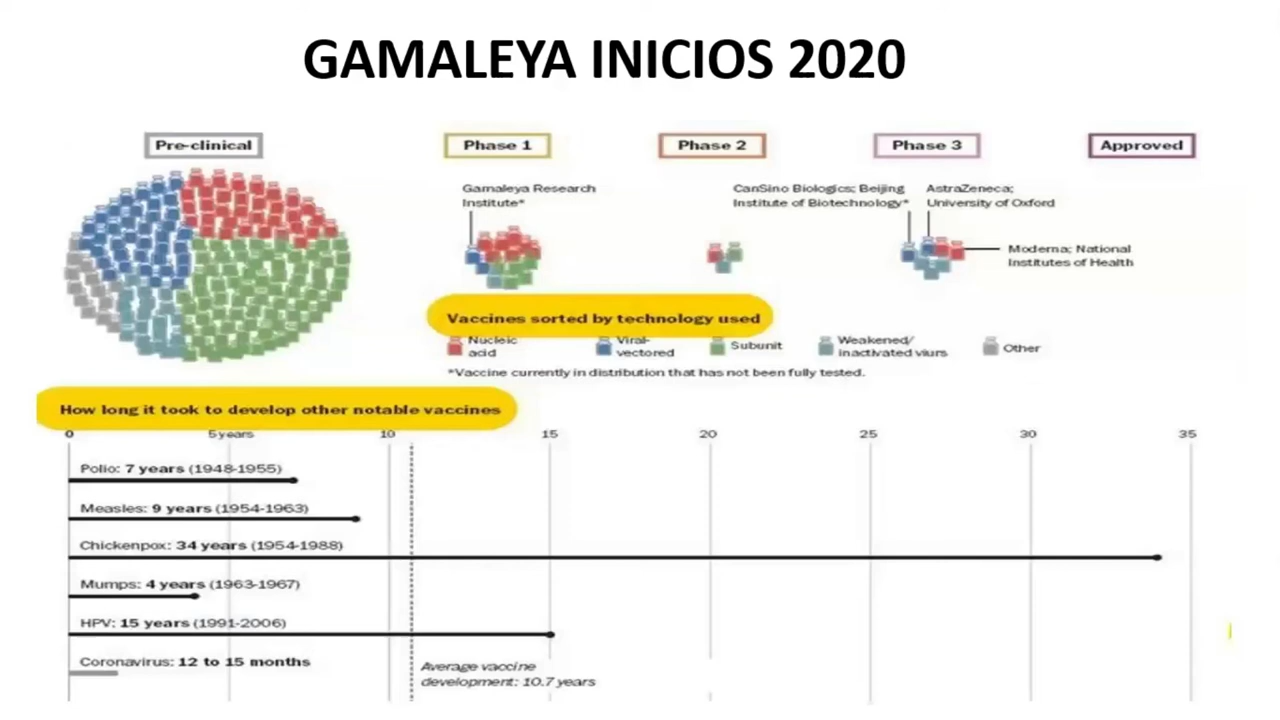 GAMALEYA INICIOS 2020
Pre-clinical
Phase 1
Phase 2
Phase 3
Approved
Gamaleya Research
Institute*
CanSino Biologics; Beijing
Institute of Biotechnology*
AstraZeneca;
University of Oxford
Moderna; National
Institutes of Health
Vaccines sorted by technology used
Nucleic
acid
Viral-
vectored
Subunit
Weakened/
inactivated viurs
Other
*Vaccine currently in distribution that has not been fully tested.
How long it took to develop other notable vaccines
0 5 years 10 15 20 25 30 35
Polio: 7 years (1948-1955)
Measles: 9 years (1954-1963)
Chickenpox: 34 years (1954-1988)
Mumps: 4 years (1963-1967)
HPV: 15 years (1991-2006)
Coronavirus: 12 to 15 months
Average vaccine
development: 10.7 years